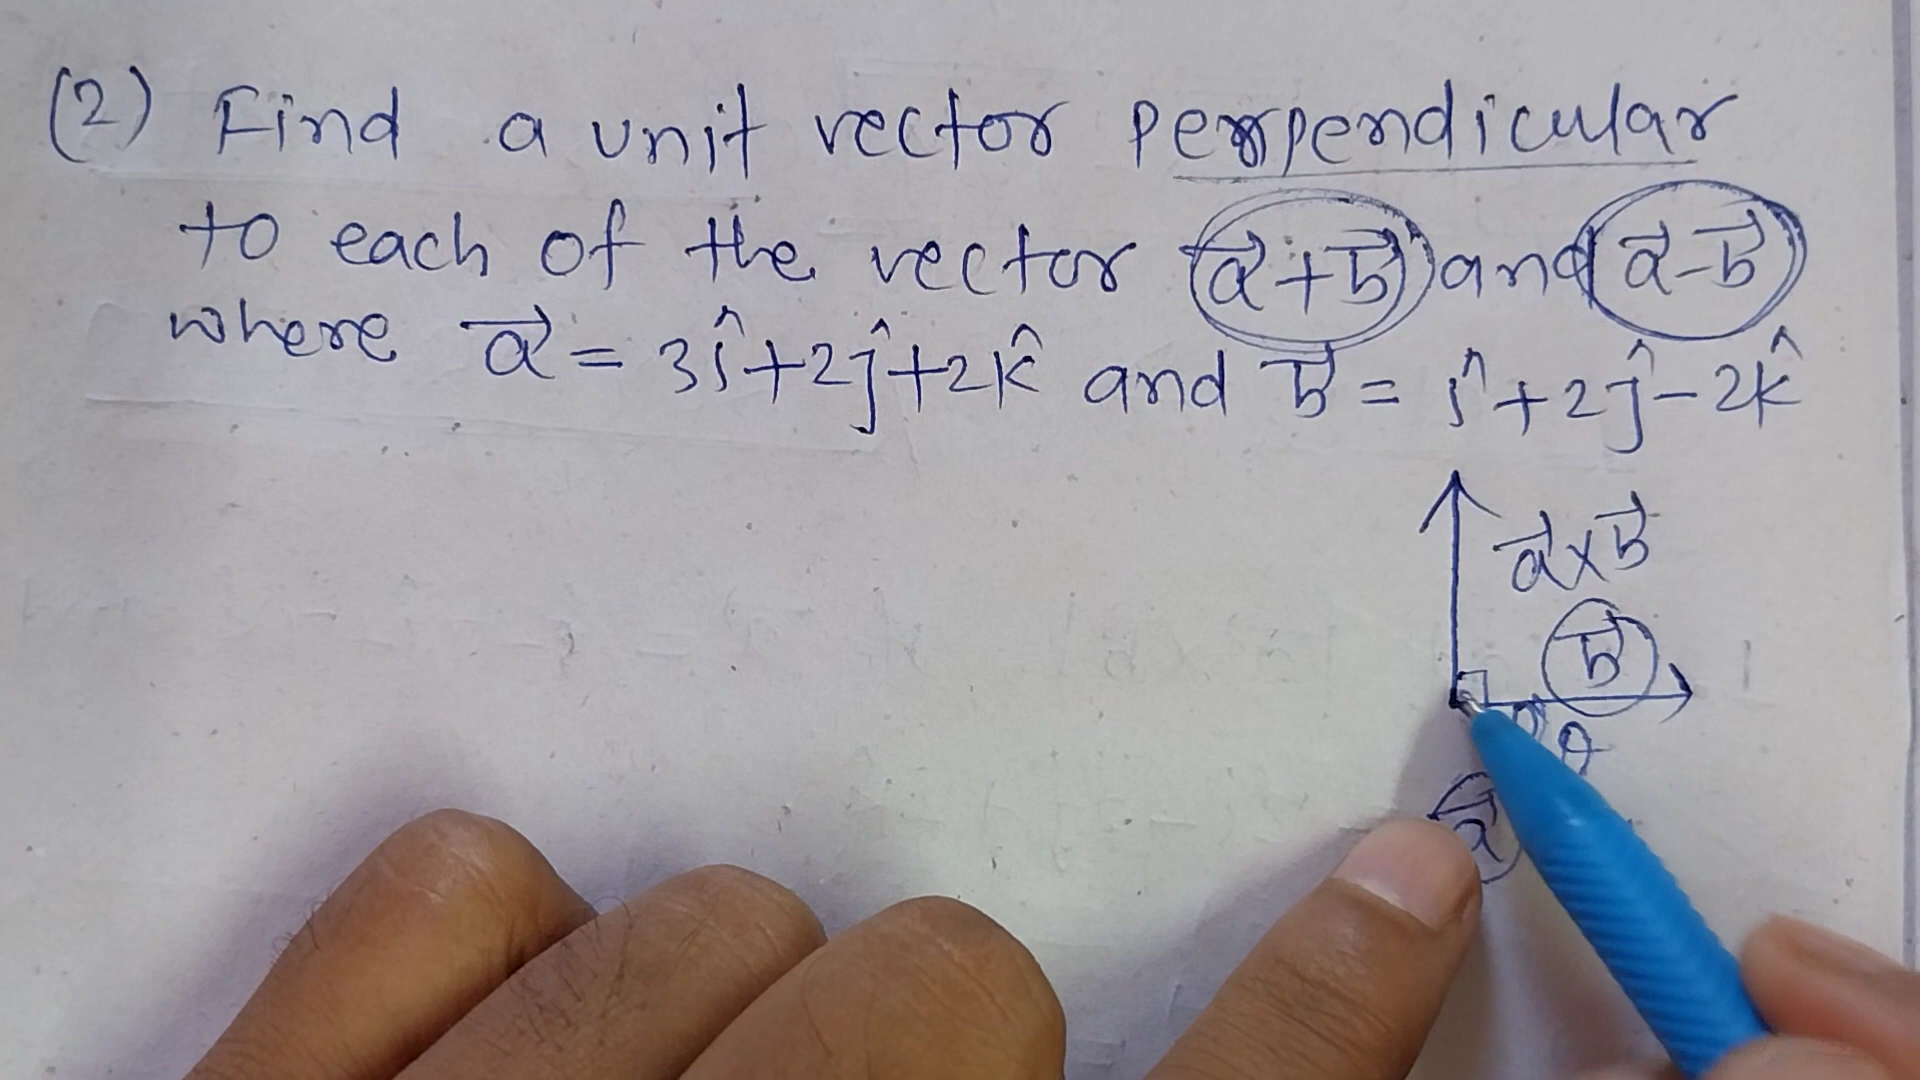 (2) Find a unit vector perpendicular
to each of the vector a⃗+b⃗ and a⃗-b⃗
where a⃗ = 3î+2ĵ+2k̂ and b⃗ = î+2ĵ-2k̂
a⃗×b⃗
b⃗
θ
a⃗